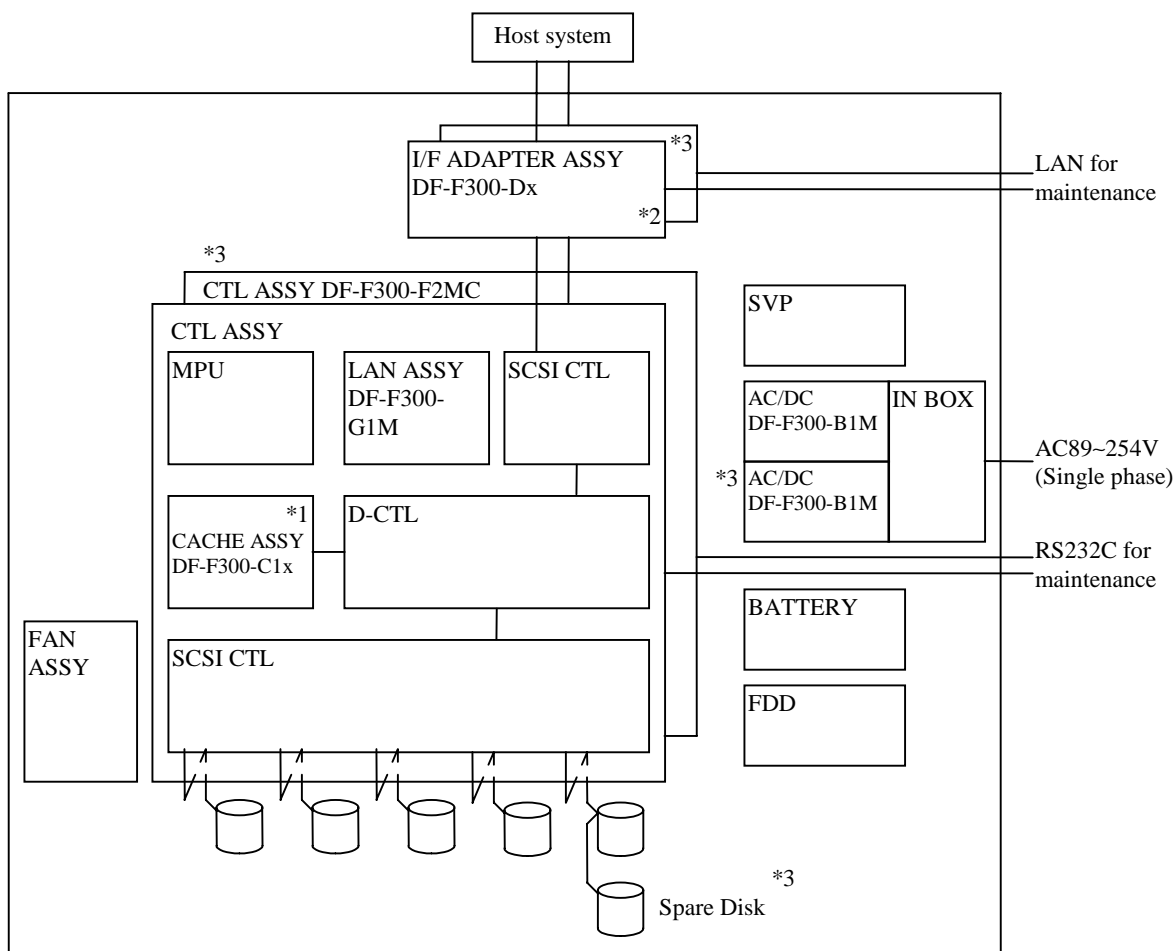 Host system
*3
I/F ADAPTER ASSY
DF-F300-Dx
*2
LAN for
maintenance
*3
CTL ASSY DF-F300-F2MC
CTL ASSY
MPU
LAN ASSY
DF-F300-
G1M
SCSI CTL
SVP
AC/DC
DF-F300-B1M
IN BOX
*3
AC/DC
DF-F300-B1M
AC89~254V
(Single phase)
*1
CACHE ASSY
DF-F300-C1x
D-CTL
RS232C for
maintenance
BATTERY
FAN
ASSY
SCSI CTL
FDD
Spare Disk
*3